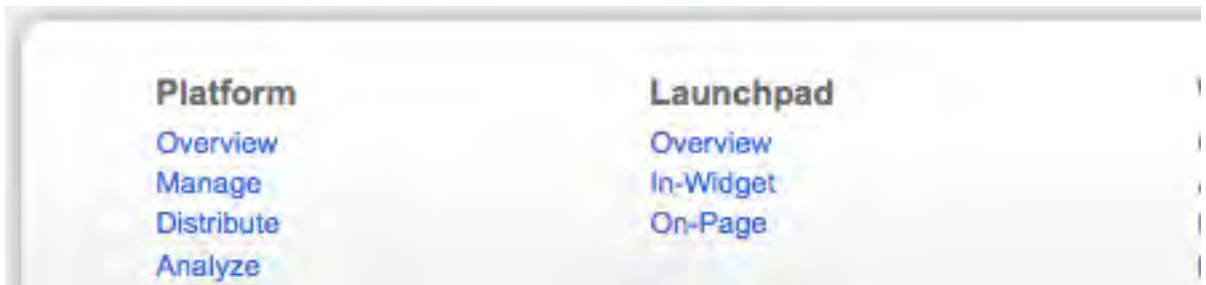 Platform
Overview
Manage
Distribute
Analyze
Launchpad
Overview
In-Widget
On-Page